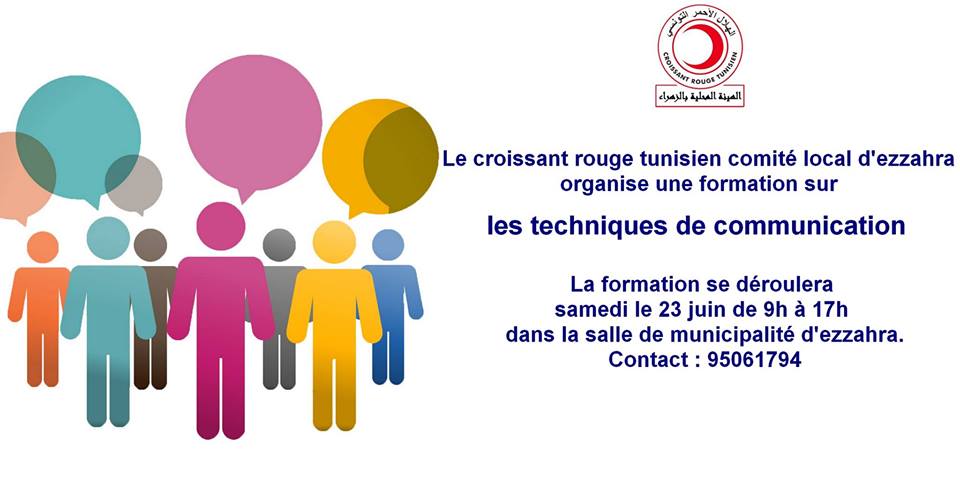 الهلال الأحمر التونسي
CROISSANT ROUGE TUNISIEN
الهيئة المحلية بالزهراء
Le croissant rouge tunisien comité local d'ezzahra
organise une formation sur
les techniques de communication
La formation se déroulera
samedi le 23 juin de 9h à 17h
dans la salle de municipalité d'ezzahra.
Contact : 95061794